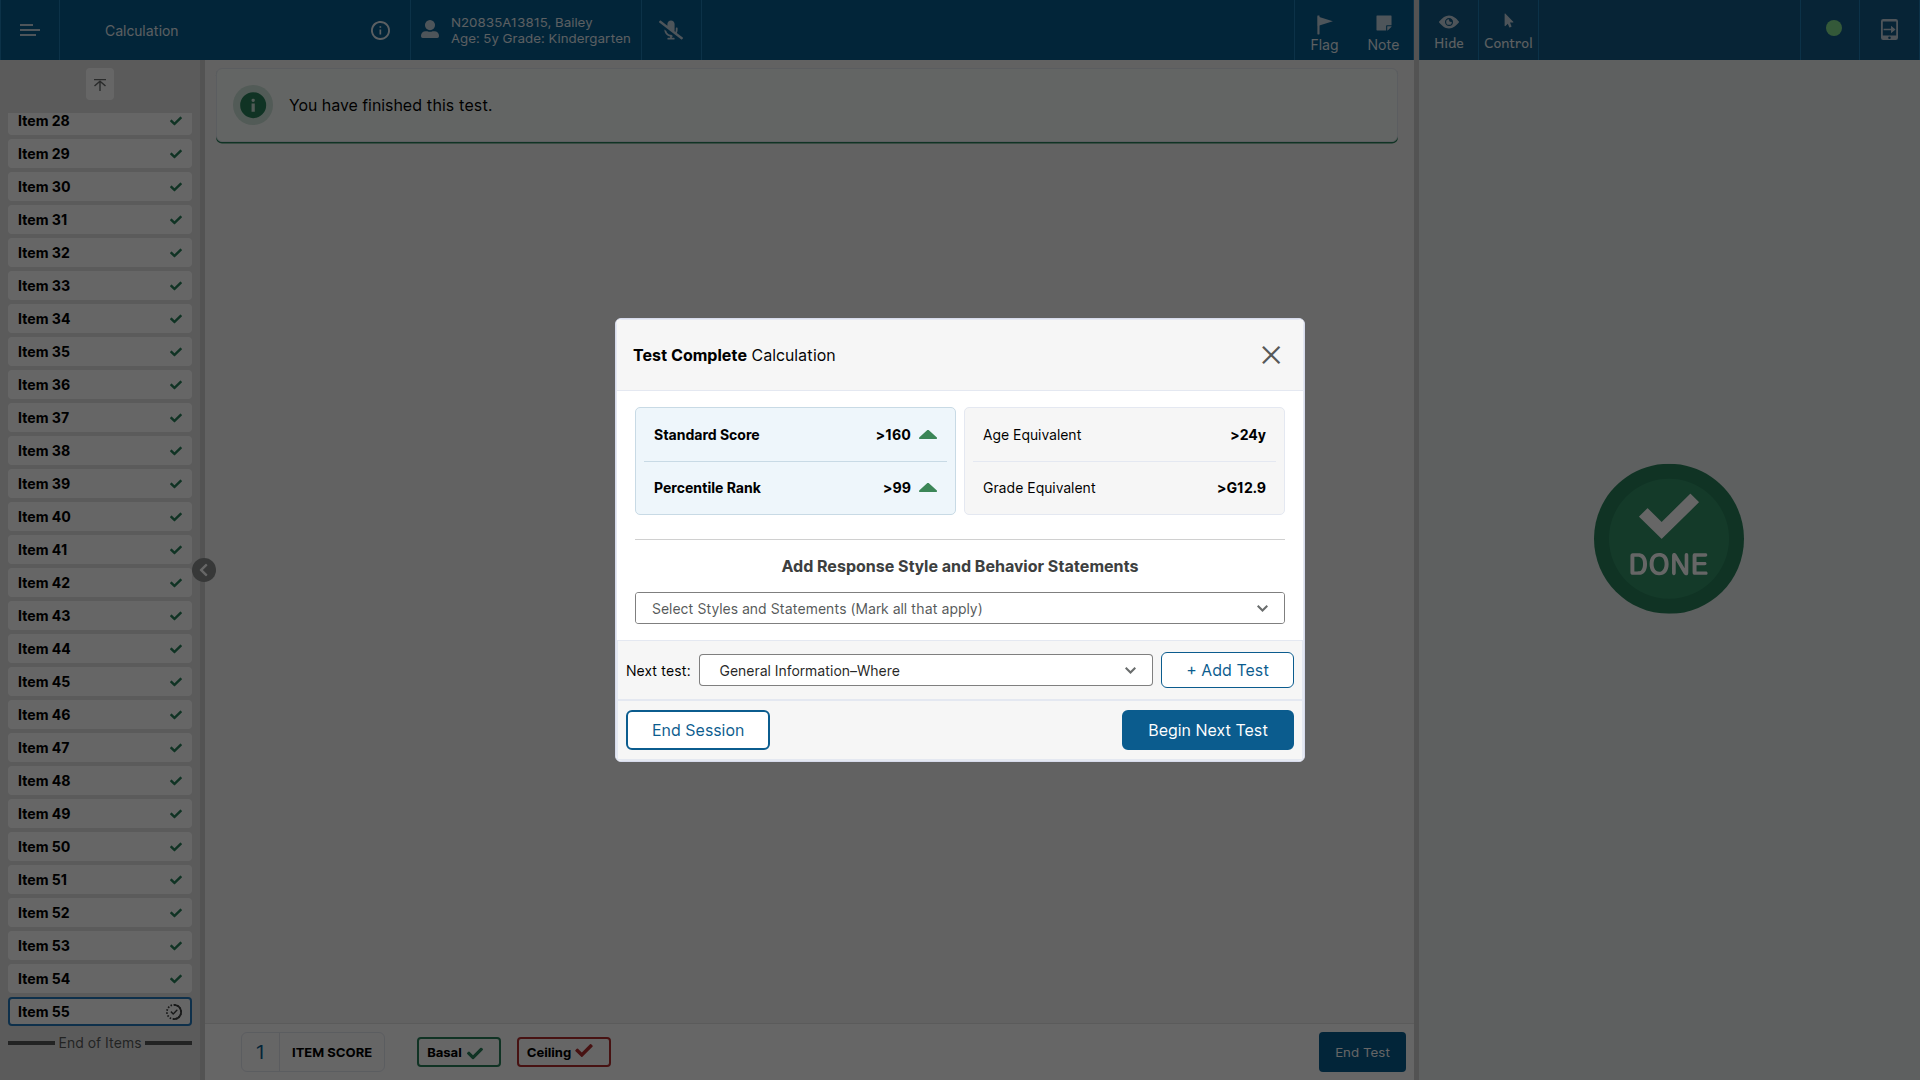 Calculation
N20835A13815, Bailey
Age: 5y Grade: Kindergarten
Flag
Note
Hide
Control
You have finished this test.
Item 28
Item 29
Item 30
Item 31
Item 32
Item 33
Item 34
Item 35
Item 36
Item 37
Item 38
Item 39
Item 40
Item 41
Item 42
Item 43
Item 44
Item 45
Item 46
Item 47
Item 48
Item 49
Item 50
Item 51
Item 52
Item 53
Item 54
Item 55
End of Items
Test Complete Calculation
Standard Score >160
Percentile Rank >99
Age Equivalent >24y
Grade Equivalent >G12.9
Add Response Style and Behavior Statements
Select Styles and Statements (Mark all that apply)
Next test: General Information–Where + Add Test
End Session Begin Next Test
DONE
1 ITEM SCORE Basal Ceiling End Test